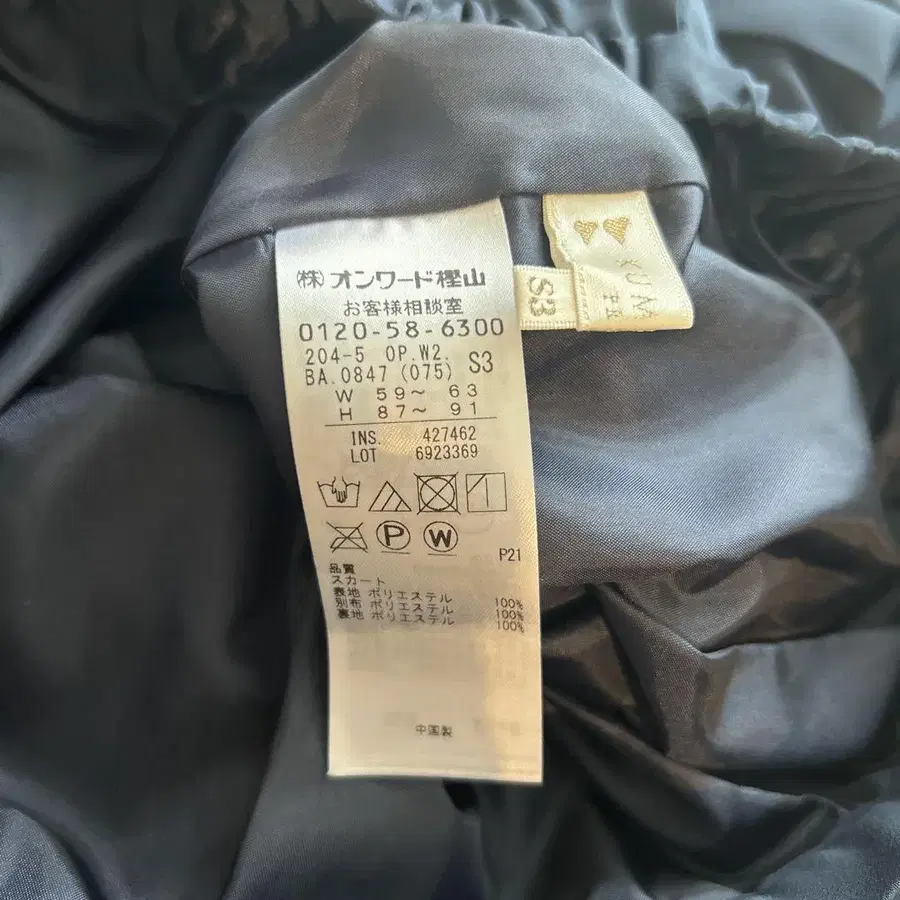 (株)オンワード樫山
お客様相談室
0120-58-6300
204-5 OP.W2.
BA.0847 (075) S3
W 59～ 63
H 87～ 91
INS. 427462
LOT 6923369
P W
P21
品質
スカート
表地 ポリエステル 100%
別布 ポリエステル 100%
裏地 ポリエステル 100%
中国製
S3